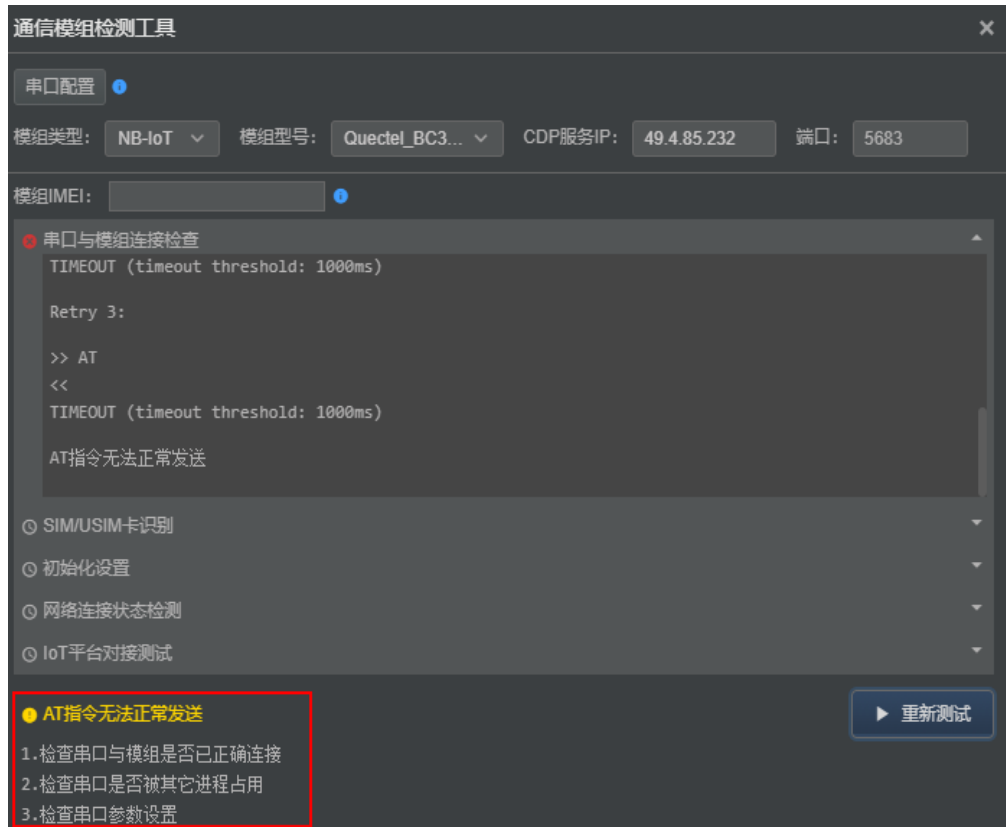 通信模组检测工具
串口配置
模组类型： NB-IoT 模组型号： Quectel_BC3... CDP服务IP： 49.4.85.232 端口： 5683
模组IMEI：
串口与模组连接检查
TIMEOUT (timeout threshold: 1000ms)
Retry 3:
>> AT
<<
TIMEOUT (timeout threshold: 1000ms)
AT指令无法正常发送
SIM/USIM卡识别
初始化设置
网络连接状态检测
IoT平台对接测试
AT指令无法正常发送
重新测试
1.检查串口与模组是否已正确连接
2.检查串口是否被其它进程占用
3.检查串口参数设置